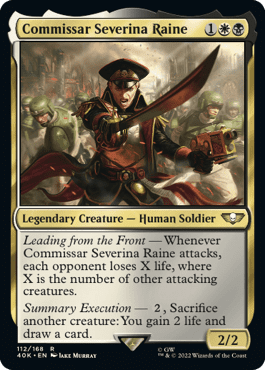 Commissar Severina Raine 1
Legendary Creature — Human Soldier
Leading from the Front — Whenever
Commissar Severina Raine attacks,
each opponent loses X life, where
X is the number of other attacking
creatures.
Summary Execution — 2, Sacrifice
another creature: You gain 2 life and
draw a card.
2/2
112/168 R
40K • EN Jake Murray
© GW
™ & © 2022 Wizards of the Coast